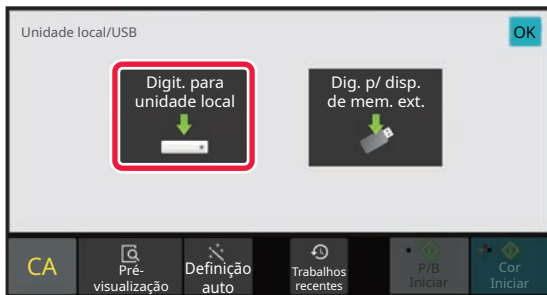 Unidade local/USB
OK
Digit. para
unidade local
Dig. p/ disp.
de mem. ext.
CA
Pré-
visualização
Definição
auto
Trabalhos
recentes
P/B
Iniciar
Cor
Iniciar